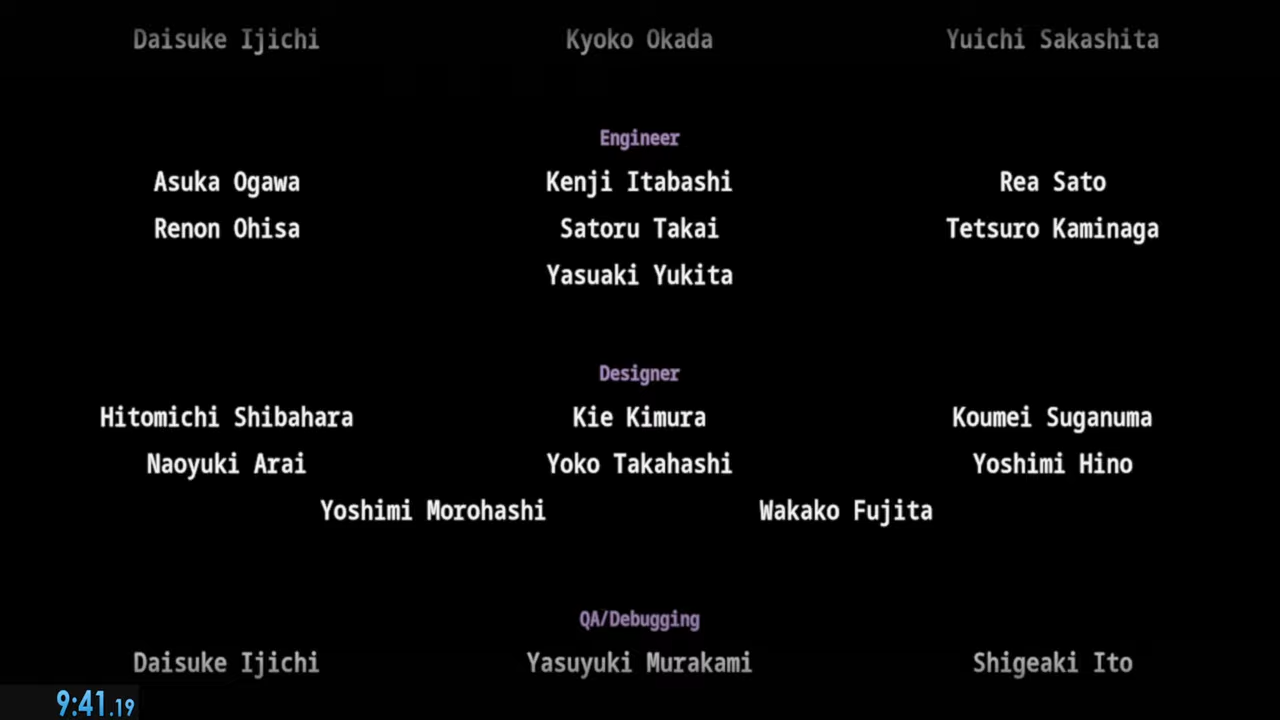 Daisuke Ijichi Kyoko Okada Yuichi Sakashita
Engineer
Asuka Ogawa Kenji Itabashi Rea Sato
Renon Ohisa Satoru Takai Tetsuro Kaminaga
Yasuaki Yukita
Designer
Hitomichi Shibahara Kie Kimura Koumei Suganuma
Naoyuki Arai Yoko Takahashi Yoshimi Hino
Yoshimi Morohashi Wakako Fujita
QA/Debugging
Daisuke Ijichi Yasuyuki Murakami Shigeaki Ito
9:41.19